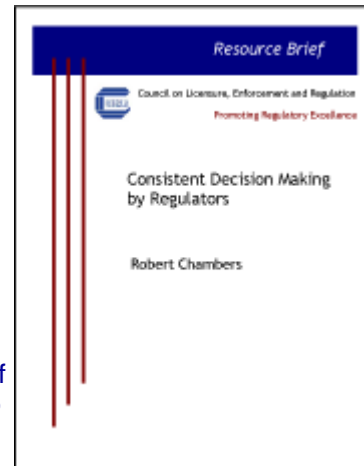 Resource Brief
Council on Licensure, Enforcement and Regulation
Promoting Regulatory Excellence
Consistent Decision Making
by Regulators
Robert Chambers
f